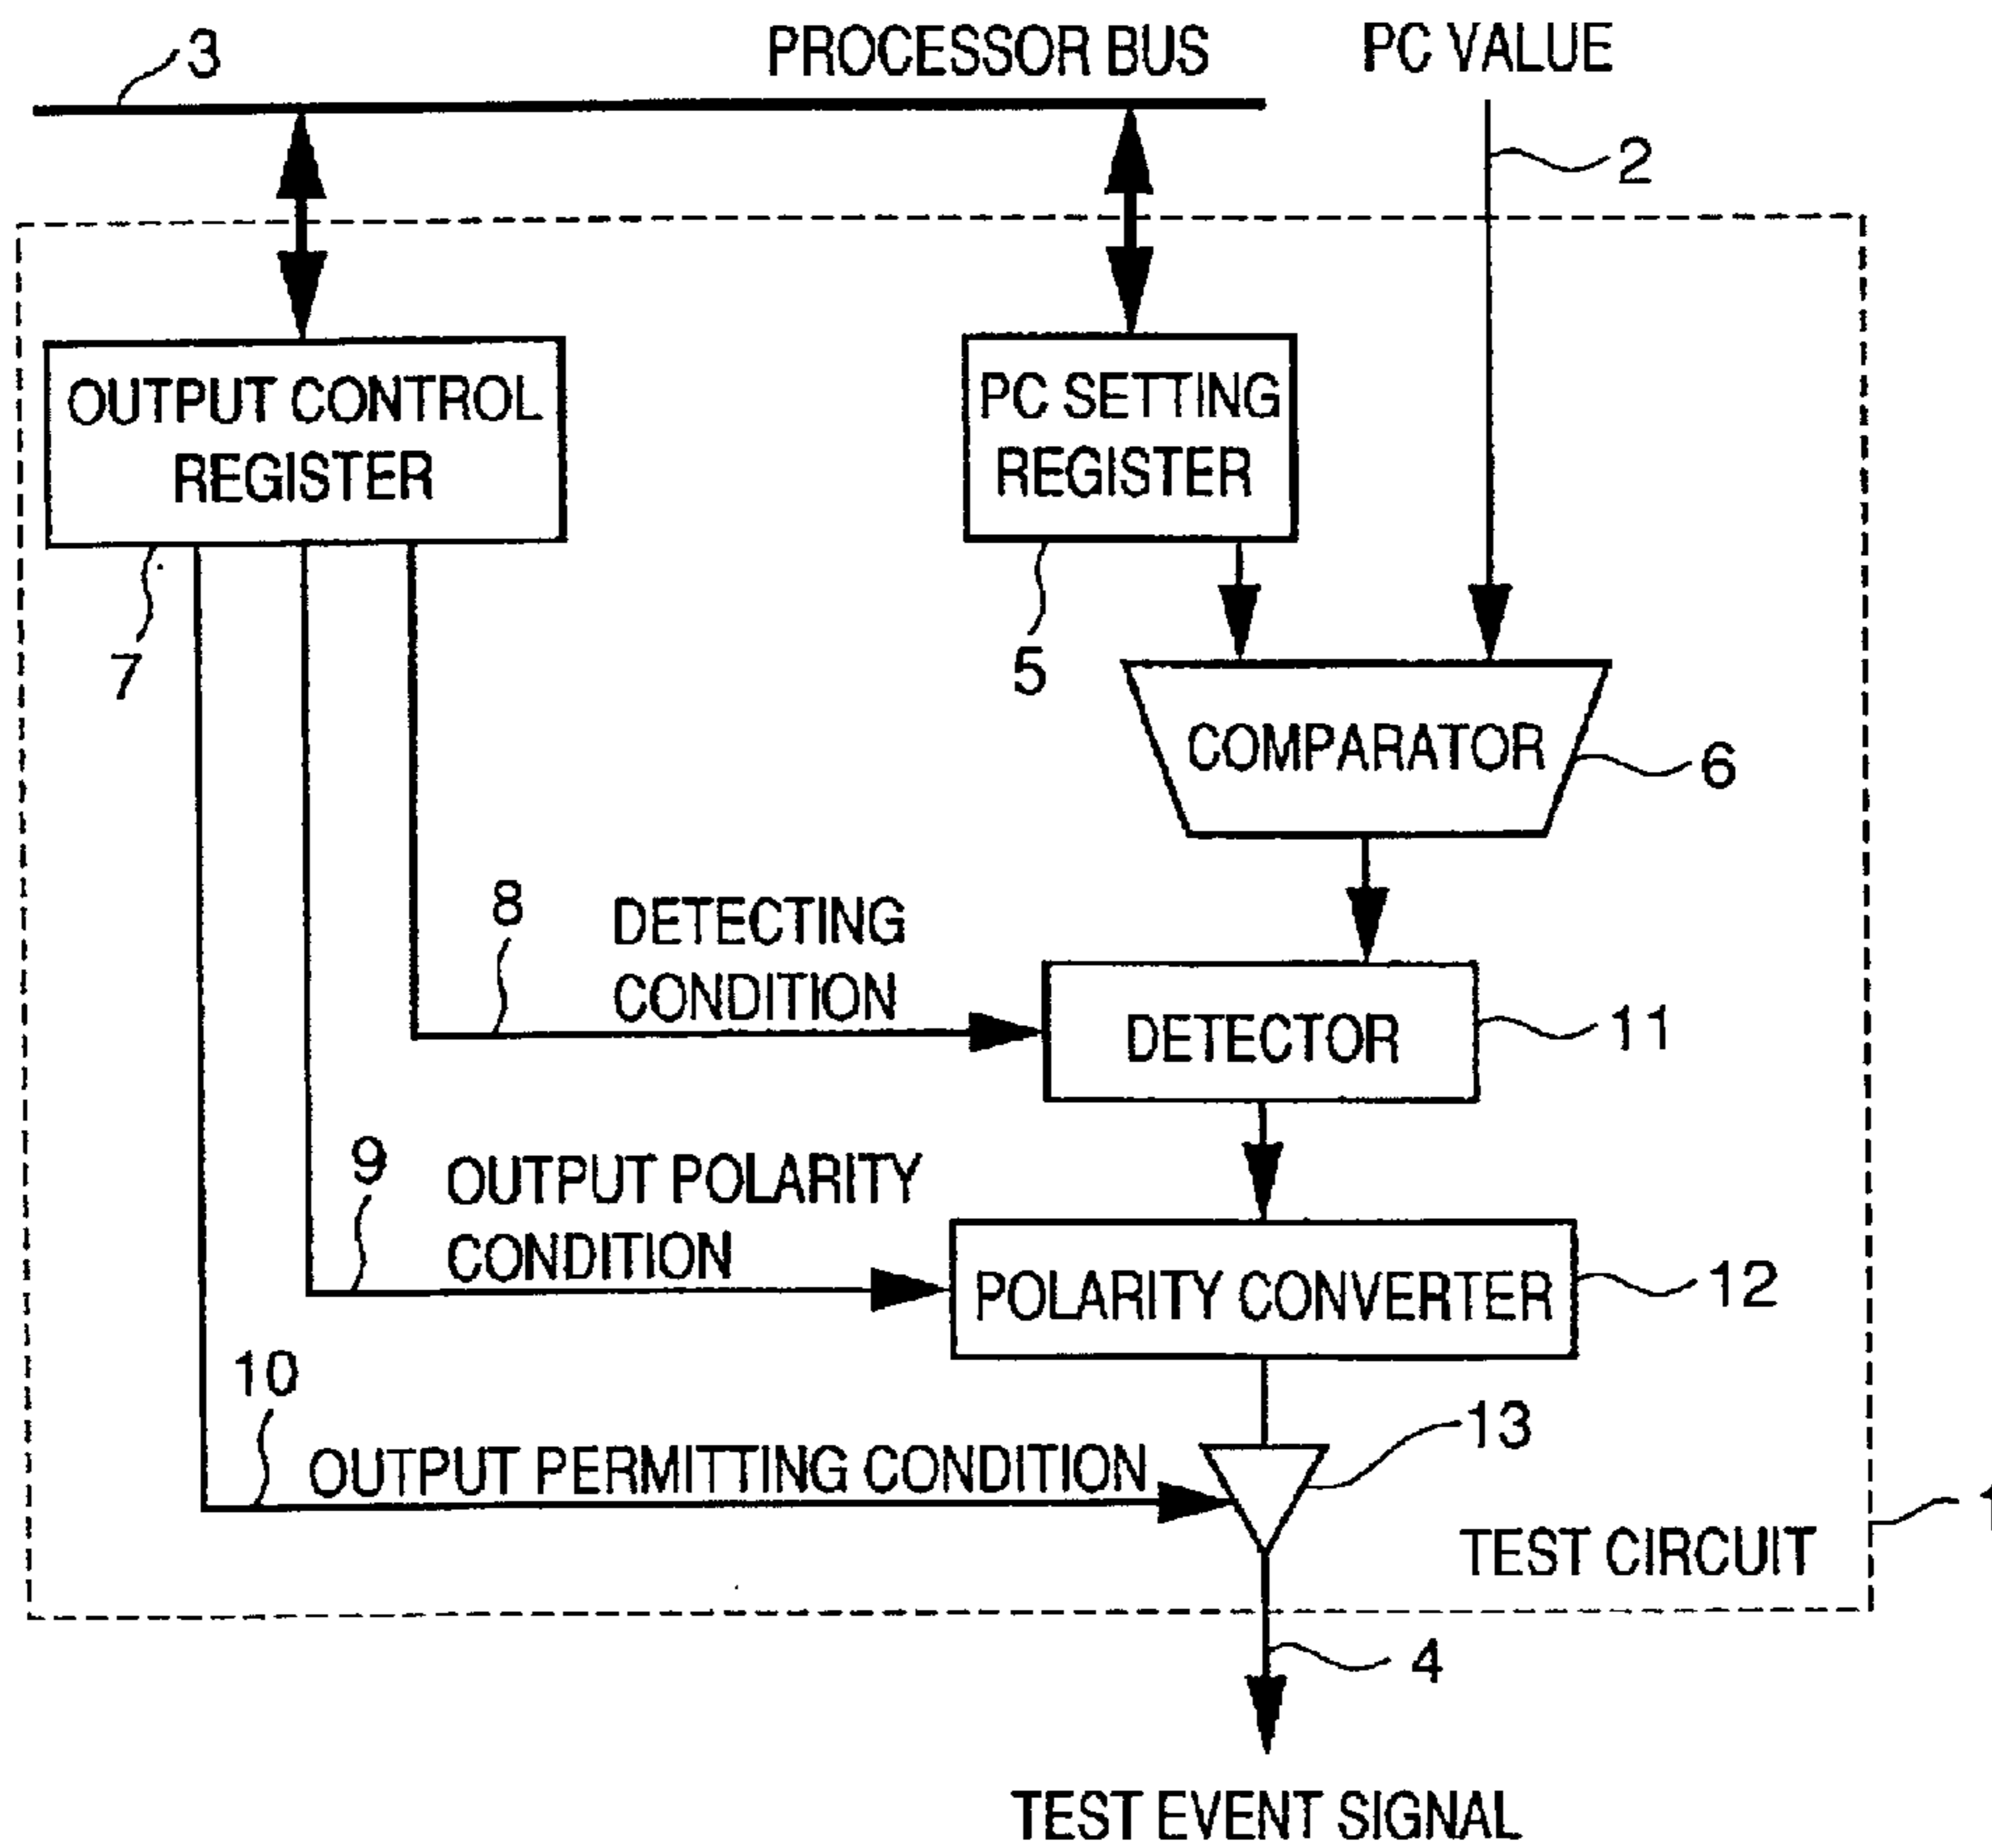 3
PROCESSOR BUS
PC VALUE
2
OUTPUT CONTROL
REGISTER
PC SETTING
REGISTER
7
5
COMPARATOR
6
8
DETECTING
CONDITION
DETECTOR
11
9
OUTPUT POLARITY
CONDITION
POLARITY CONVERTER
12
10
OUTPUT PERMITTING CONDITION
13
TEST CIRCUIT
1
4
TEST EVENT SIGNAL